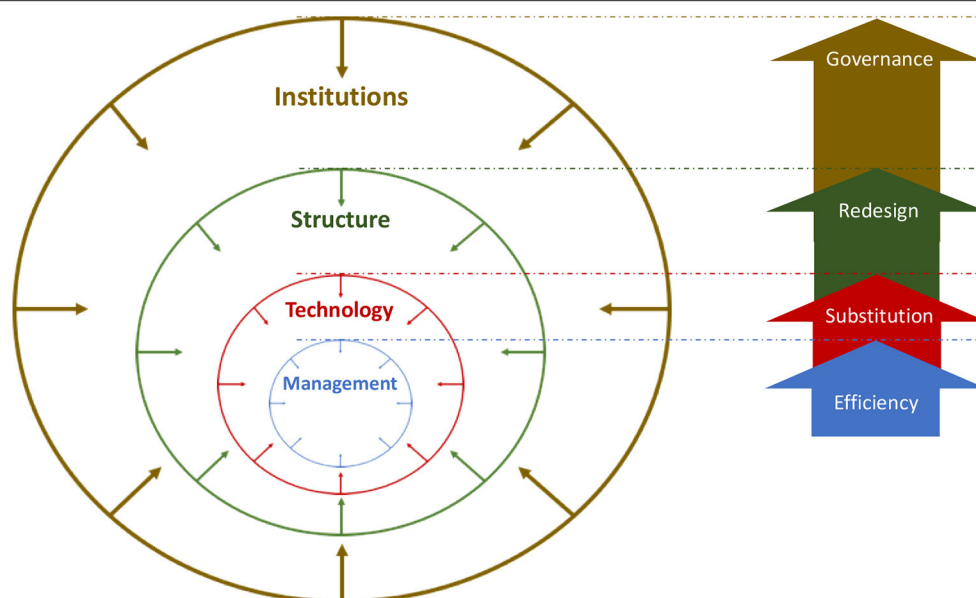 Institutions
Structure
Technology
Management
Governance
Redesign
Substitution
Efficiency